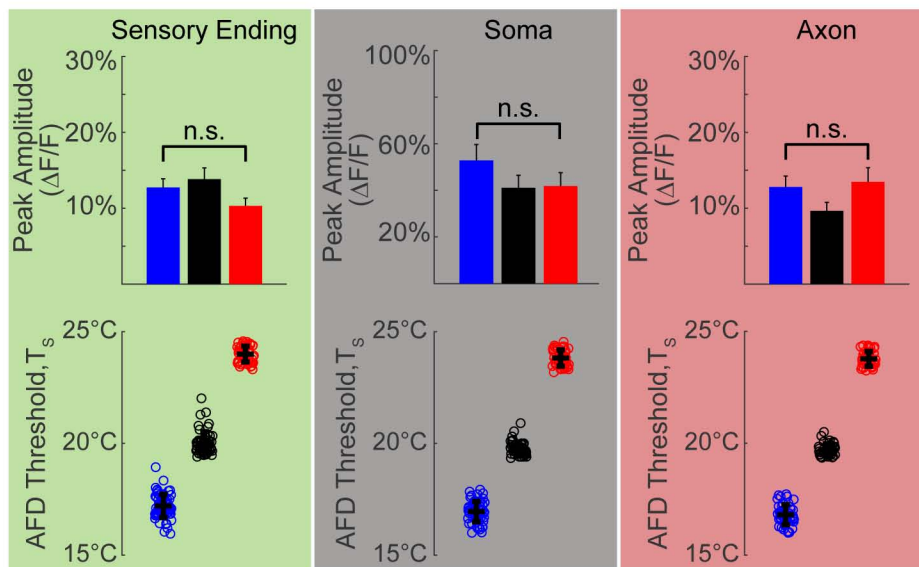 Sensory Ending
Peak Amplitude
(ΔF/F)
30%
20%
10%
n.s.
AFD Threshold,Ts
25°C
20°C
15°C
Soma
Peak Amplitude
(ΔF/F)
100%
60%
20%
n.s.
AFD Threshold,Ts
25°C
20°C
15°C
Axon
Peak Amplitude
(ΔF/F)
30%
20%
10%
n.s.
AFD Threshold,Ts
25°C
20°C
15°C